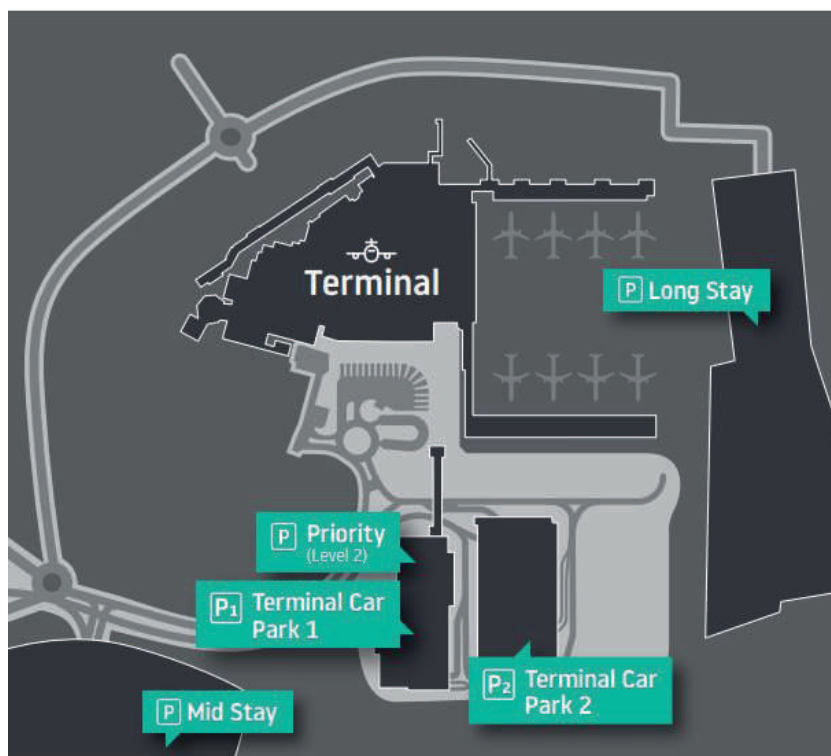 Terminal
P Long Stay
P Priority
(Level 2)
P1 Terminal Car
Park 1
P2 Terminal Car
Park 2
P Mid Stay